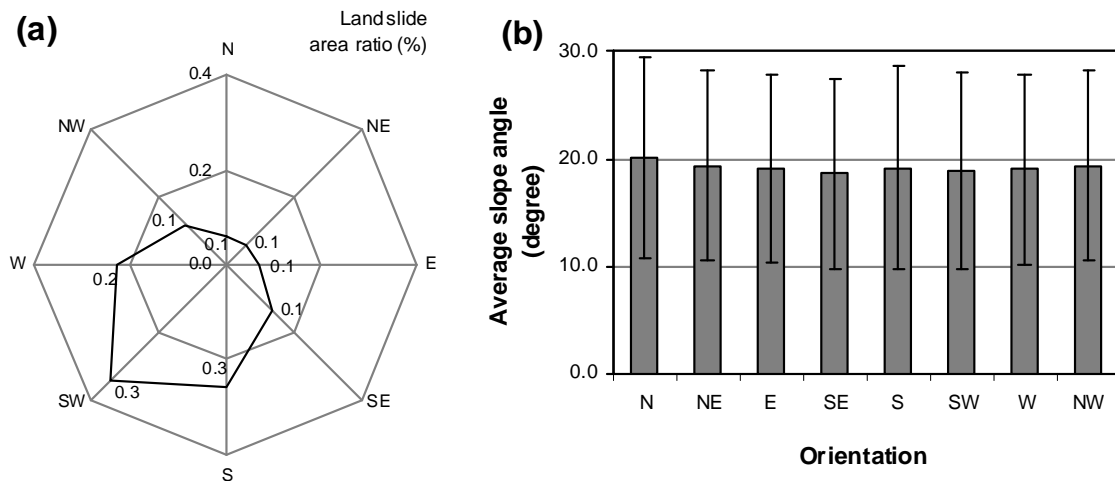 (a)
Landslide
area ratio (%)
N
0.4
NW
NE
0.2
0.1
0.1
0.1
W
0.0
0.1
E
0.2
0.1
0.3
0.3
SW
SE
S
(b)
30.0
20.0
10.0
0.0
Average slope angle
(degree)
N NE E SE S SW W NW
Orientation